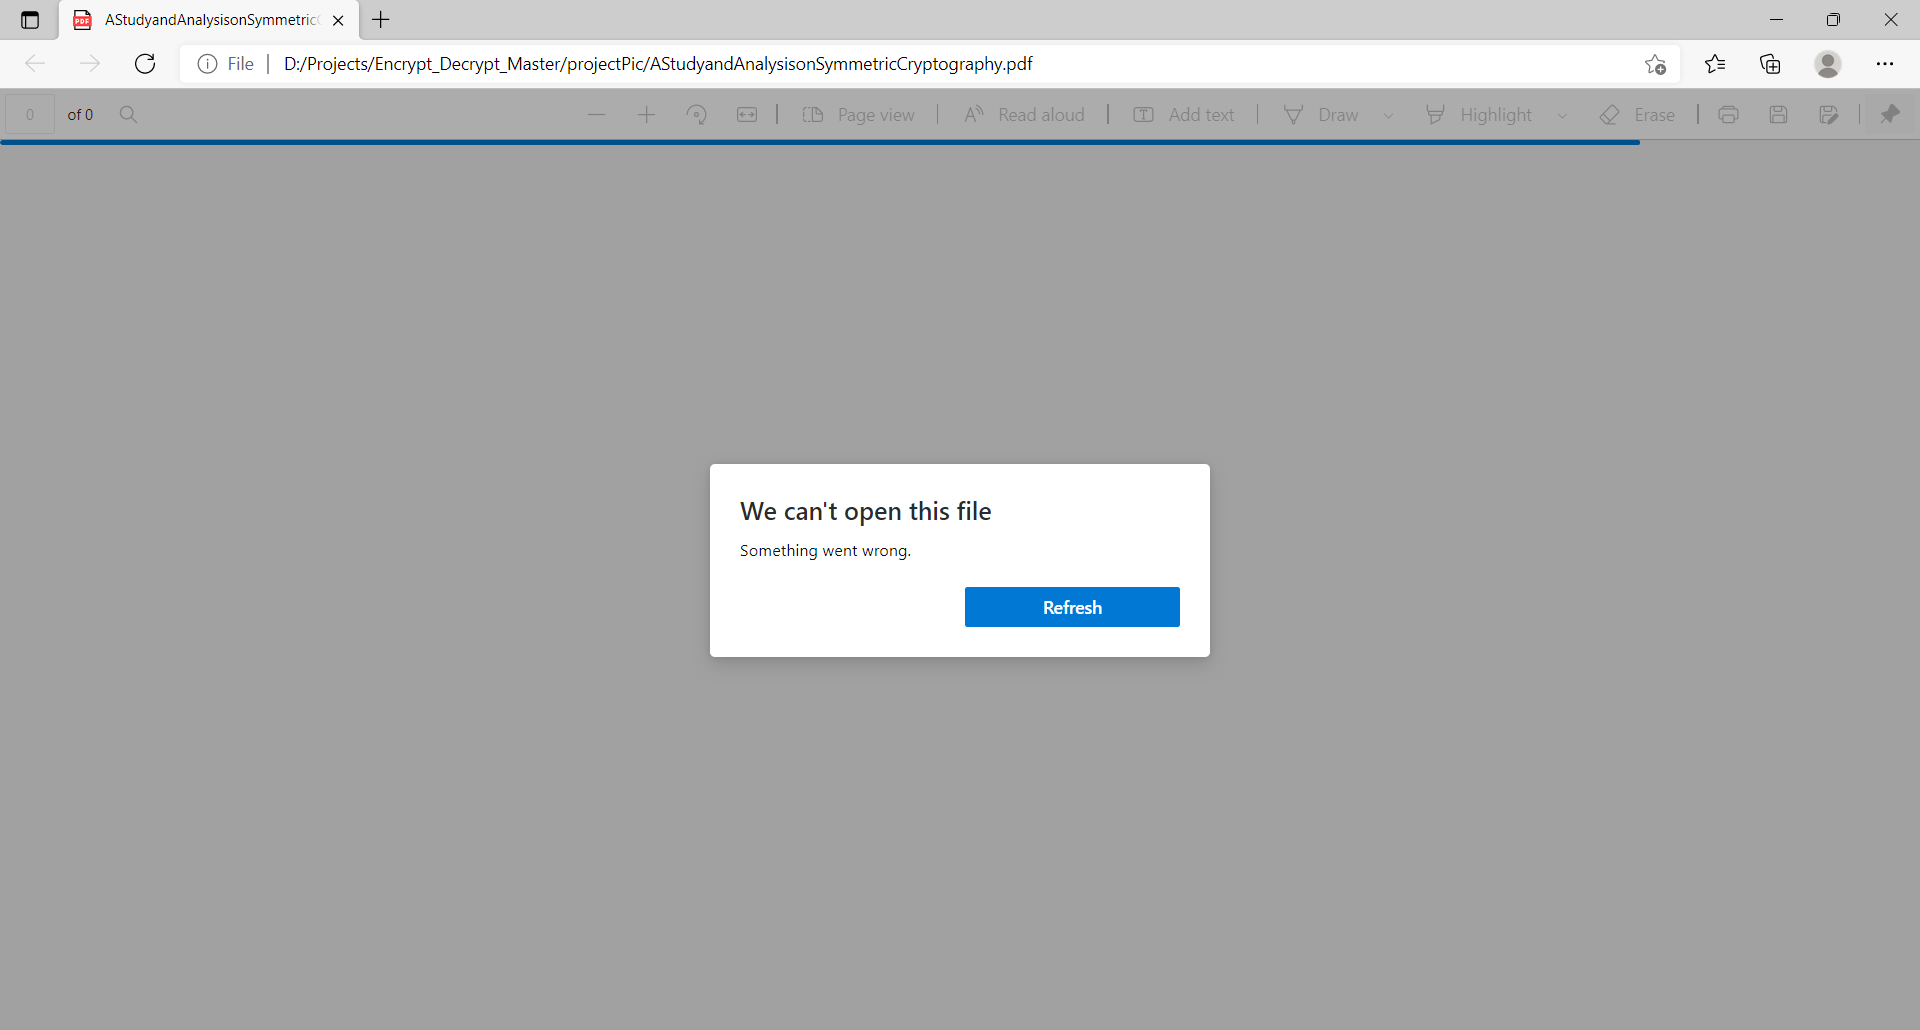 AStudyandAnalysisonSymmetricC
File
D:/Projects/Encrypt_Decrypt_Master/projectPic/AStudyandAnalysisonSymmetricCryptography.pdf
0 of 0 Page view Read aloud Add text Draw Highlight Erase
We can't open this file
Something went wrong.
Refresh